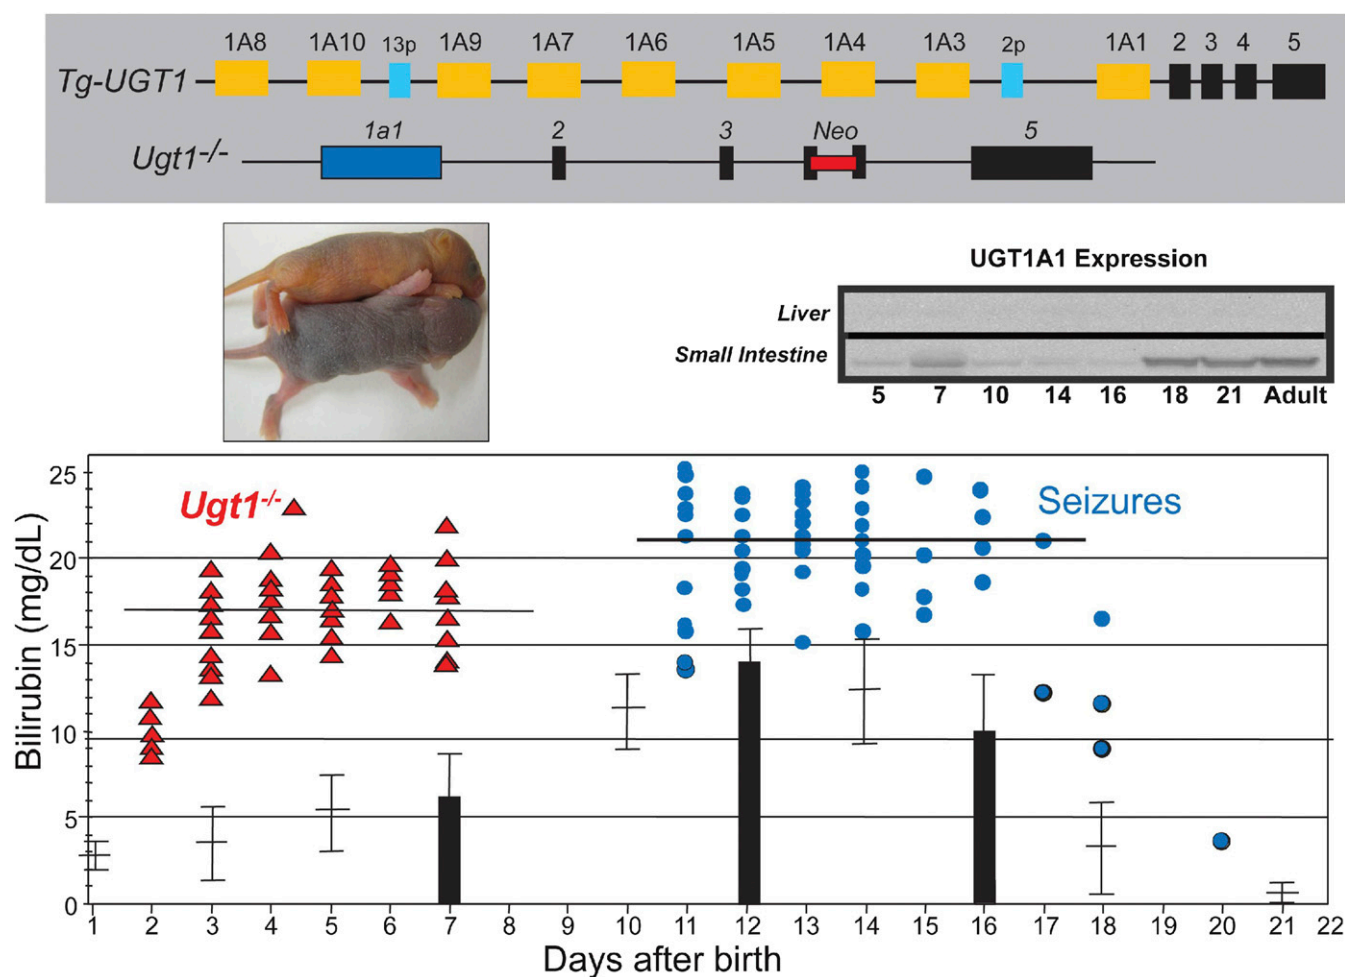 1A8 1A10 13p 1A9 1A7 1A6 1A5 1A4 1A3 2p 1A1 2 3 4 5
Tg-UGT1
1a1 2 3 Neo 5
Ugt1-/-
UGT1A1 Expression
Liver
Small Intestine
5 7 10 14 16 18 21 Adult
Ugt1-/-
Seizures
25
20
15
10
5
0
Bilirubin (mg/dL)
1 2 3 4 5 6 7 8 9 10 11 12 13 14 15 16 17 18 19 20 21 22
Days after birth